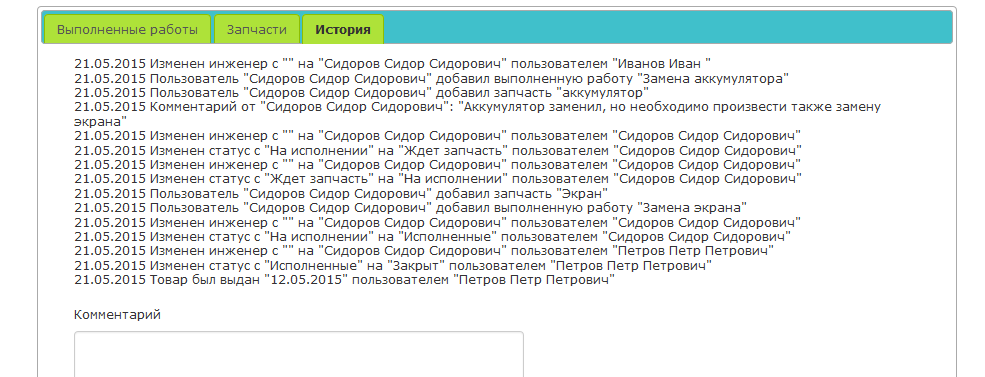 Выполненные работы
Запчасти
История
21.05.2015 Изменен инженер с "" на "Сидоров Сидор Сидорович" пользователем "Иванов Иван "
21.05.2015 Пользователь "Сидоров Сидор Сидорович" добавил выполненную работу "Замена аккумулятора"
21.05.2015 Пользователь "Сидоров Сидор Сидорович" добавил запчасть "аккумулятор"
21.05.2015 Комментарий от "Сидоров Сидор Сидорович": "Аккумулятор заменил, но необходимо произвести также замену
экрана"
21.05.2015 Изменен инженер с "" на "Сидоров Сидор Сидорович" пользователем "Сидоров Сидор Сидорович"
21.05.2015 Изменен статус с "На исполнении" на "Ждет запчасть" пользователем "Сидоров Сидор Сидорович"
21.05.2015 Изменен инженер с "" на "Сидоров Сидор Сидорович" пользователем "Сидоров Сидор Сидорович"
21.05.2015 Изменен статус с "Ждет запчасть" на "На исполнении" пользователем "Сидоров Сидор Сидорович"
21.05.2015 Пользователь "Сидоров Сидор Сидорович" добавил запчасть "Экран"
21.05.2015 Пользователь "Сидоров Сидор Сидорович" добавил выполненную работу "Замена экрана"
21.05.2015 Изменен инженер с "" на "Сидоров Сидор Сидорович" пользователем "Сидоров Сидор Сидорович"
21.05.2015 Изменен статус с "На исполнении" на "Исполненные" пользователем "Сидоров Сидор Сидорович"
21.05.2015 Изменен инженер с "" на "Сидоров Сидор Сидорович" пользователем "Петров Петр Петрович"
21.05.2015 Изменен статус с "Исполненные" на "Закрыт" пользователем "Петров Петр Петрович"
21.05.2015 Товар был выдан "12.05.2015" пользователем "Петров Петр Петрович"
Комментарий